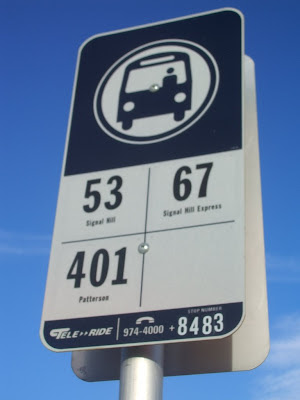 53 67
Signal Hill Signal Hill Express
401
Patterson
STOP NUMBER
TELE-RIDE 974-4000 + 8483